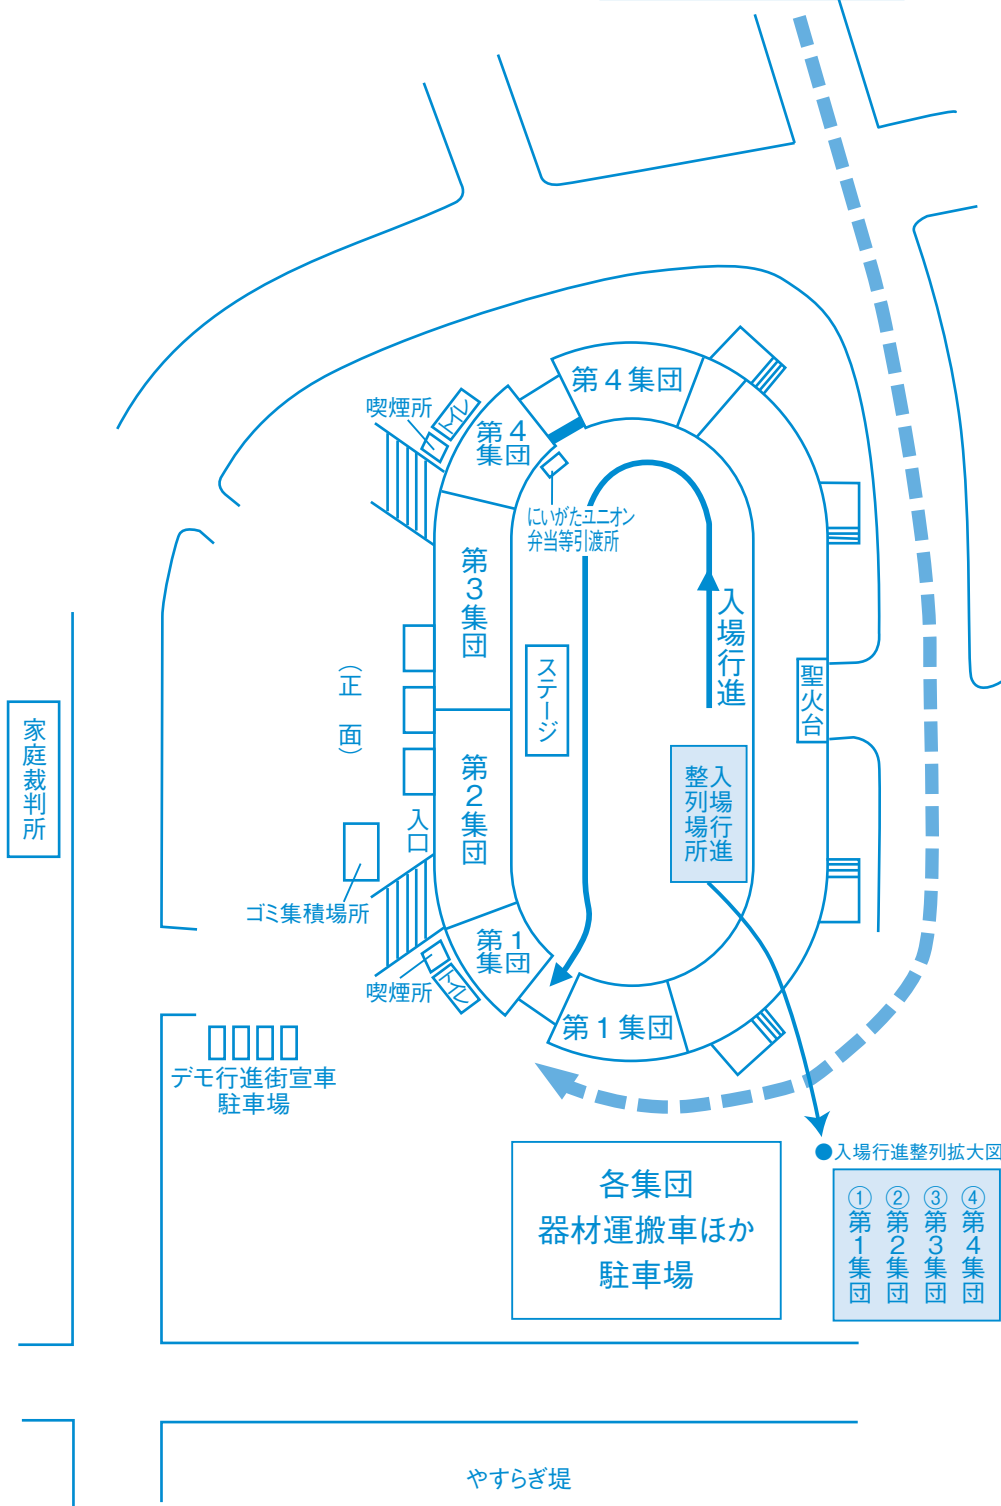 第４集団
喫煙所
トイレ
第４
集団
にいがたユニオン
弁当等引渡所
第３集団
入場行進
ステージ
聖火台
（正　面）
家庭裁判所
第２集団
入場行進
整列場所
入口
ゴミ集積場所
第１
集団
喫煙所
トイレ
第１集団
デモ行進街宣車
駐車場
●入場行進整列拡大図
各集団
器材運搬車ほか
駐車場
①第１集団
②第２集団
③第３集団
④第４集団
やすらぎ堤